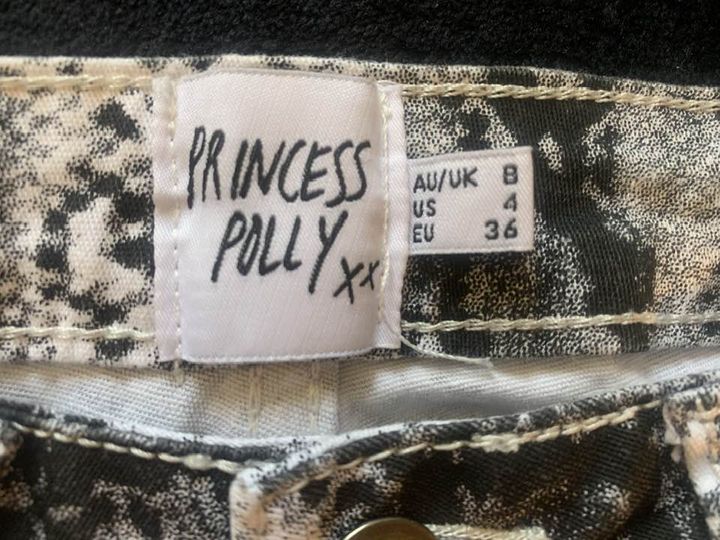 PRINCESS
POLLY xx
AU/UK 8
US 4
EU 36